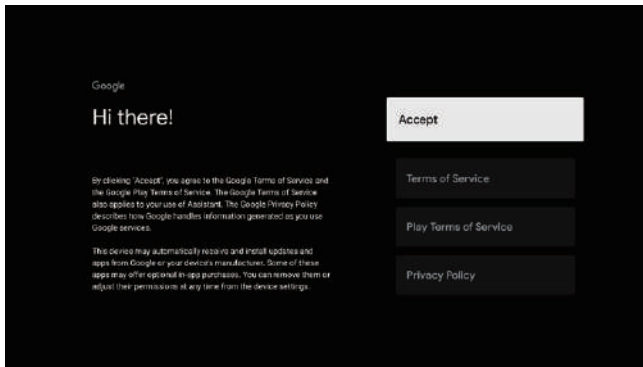 Google
Hi there!
By clicking "Accept", you agree to the Google Terms of Service and
the Google Play Terms of Service. The Google Terms of Service
also applies to your use of Assistant. The Google Privacy Policy
describes how Google handles information generated as you use
Google services.
This device may automatically receive and install updates and
apps from Google or your device's manufacturer. Some of these
apps may offer optional in-app purchases. You can remove them or
adjust their permissions at any time from the device settings.
Accept
Terms of Service
Play Terms of Service
Privacy Policy